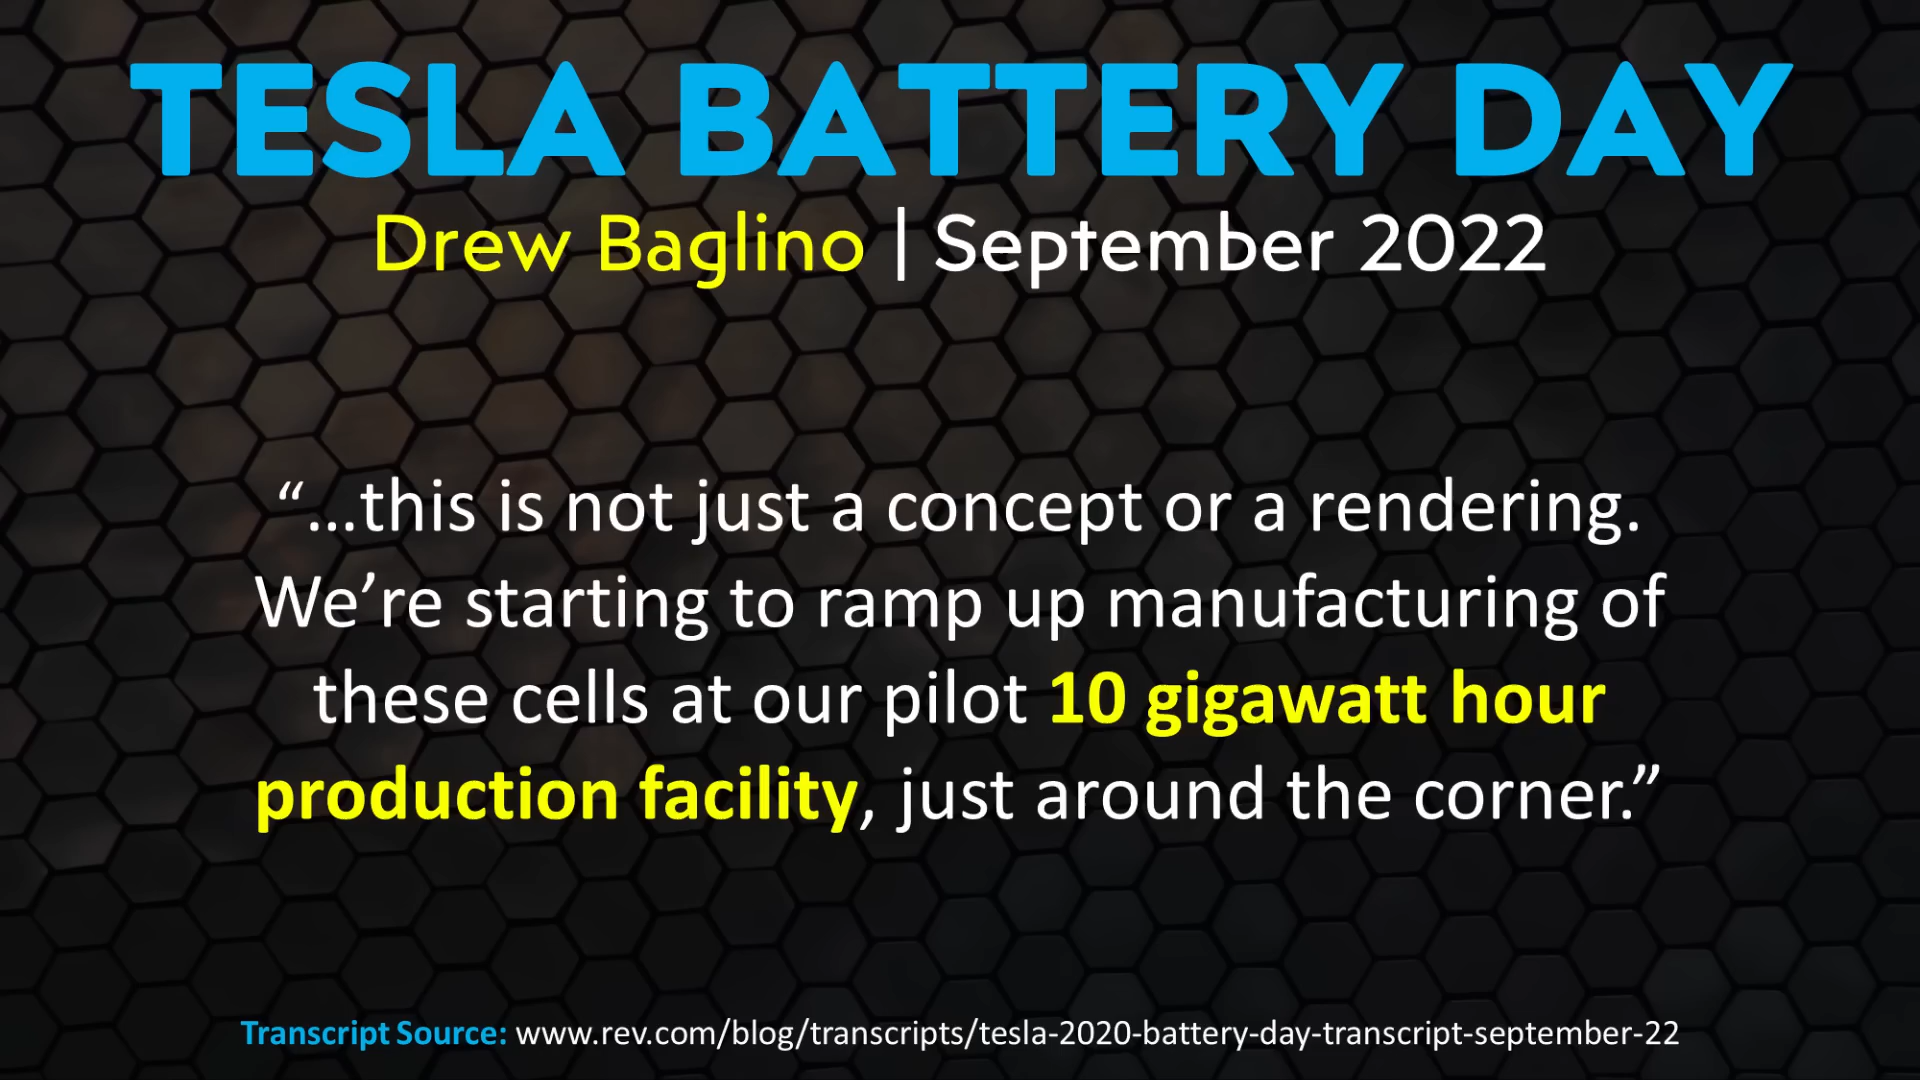 TESLA BATTERY DAY
Drew Baglino | September 2022
“…this is not just a concept or a rendering.
We’re starting to ramp up manufacturing of
these cells at our pilot 10 gigawatt hour
production facility, just around the corner.”
Transcript Source: www.rev.com/blog/transcripts/tesla-2020-battery-day-transcript-september-22